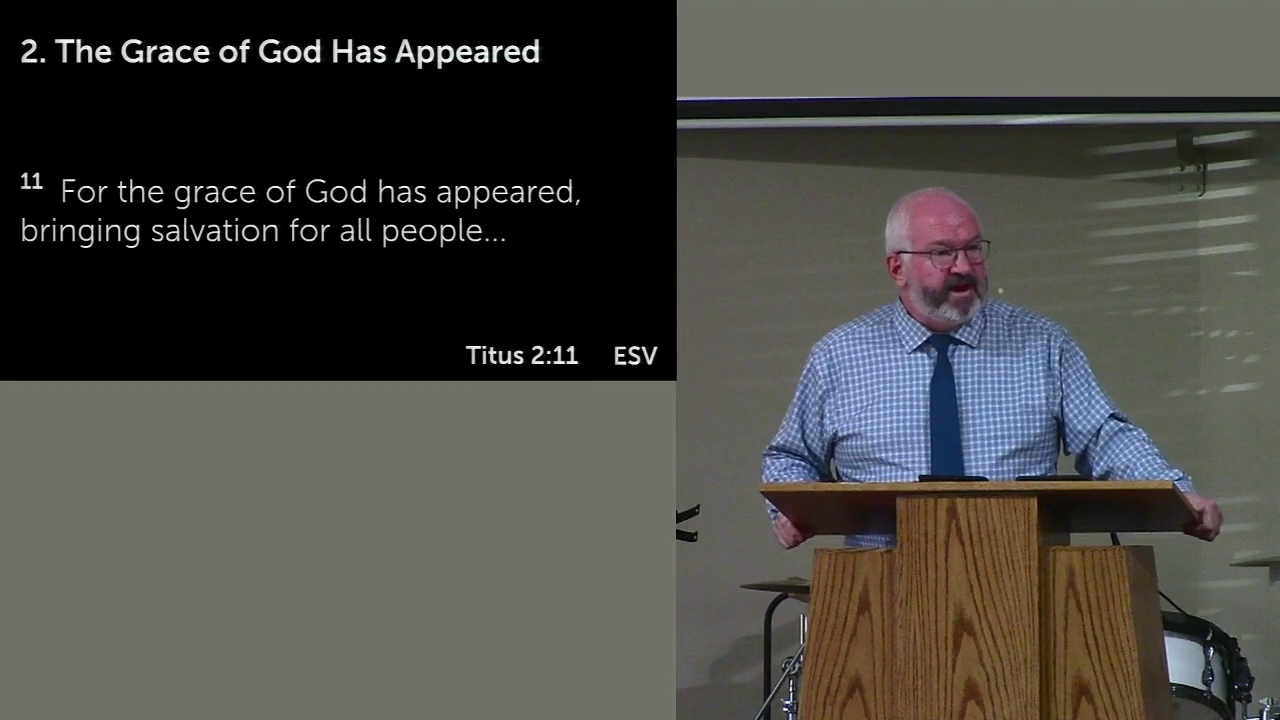 2. The Grace of God Has Appeared
11 For the grace of God has appeared,
bringing salvation for all people...
Titus 2:11 ESV